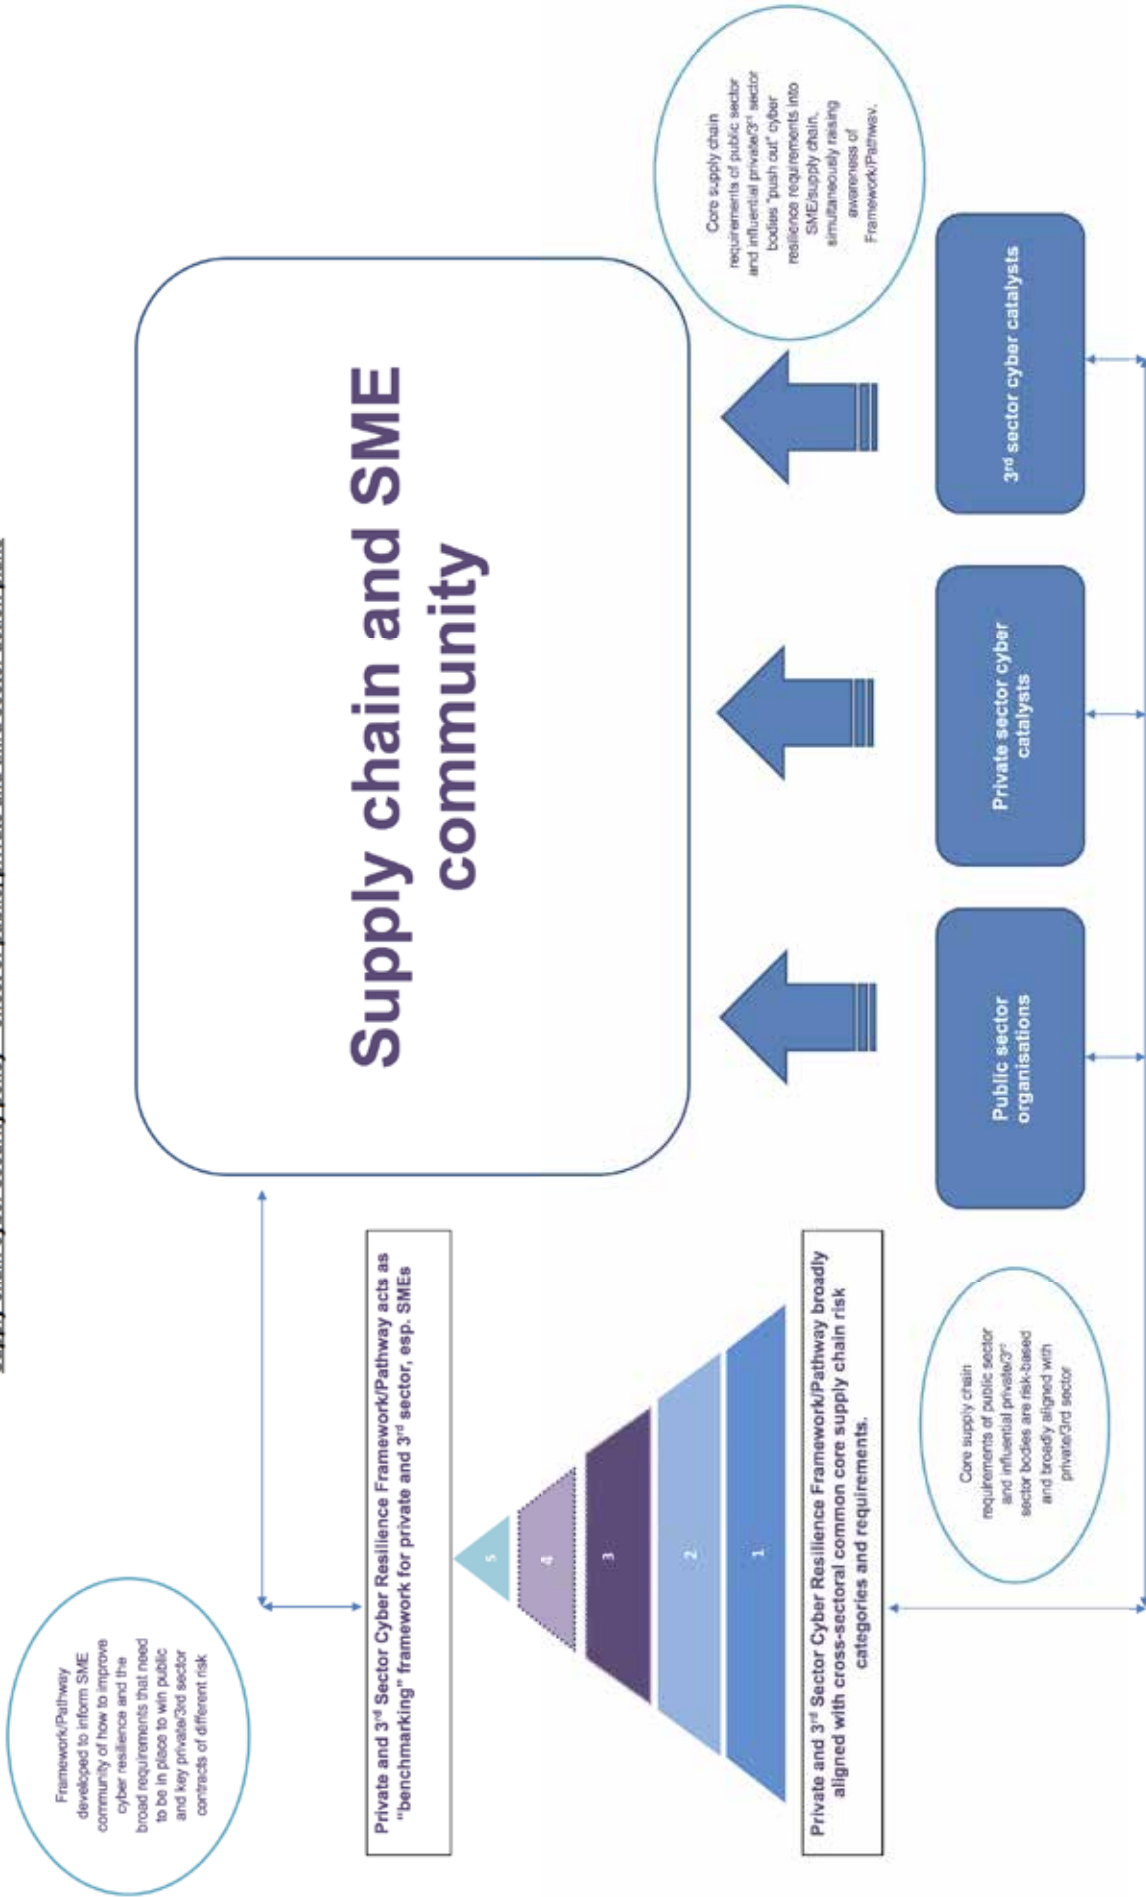 Framework/Pathway
developed to inform SME
community of how to improve
cyber resilience and the
broad requirements that need
to be in place to win public
and key private/3rd sector
contracts of different risk
Private and 3rd Sector Cyber Resilience Framework/Pathway acts as
"benchmarking" framework for private and 3rd sector, esp. SMEs
5
4
3
2
1
Private and 3rd Sector Cyber Resilience Framework/Pathway broadly
aligned with cross-sectoral common core supply chain risk
categories and requirements.
Supply chain and SME
community
Core supply chain
requirements of public sector
and influential private/3rd sector
bodies "push out" cyber
resilience requirements into
SME/supply chain,
simultaneously raising
awareness of
Framework/Pathway.
Core supply chain
requirements of public sector
and influential private/3rd
sector bodies are risk-based
and broadly aligned with
private/3rd sector
Public sector
organisations
Private sector cyber
catalysts
3rd sector cyber catalysts